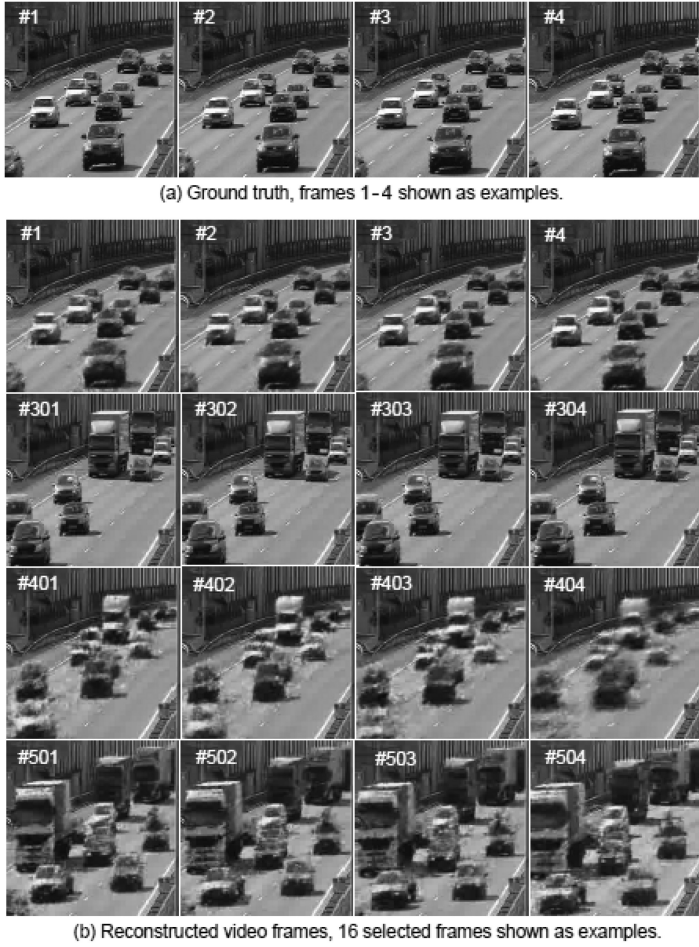 #1 #2 #3 #4
(a) Ground truth, frames 1-4 shown as examples.
#1 #2 #3 #4
#301 #302 #303 #304
#401 #402 #403 #404
#501 #502 #503 #504
(b) Reconstructed video frames, 16 selected frames shown as examples.